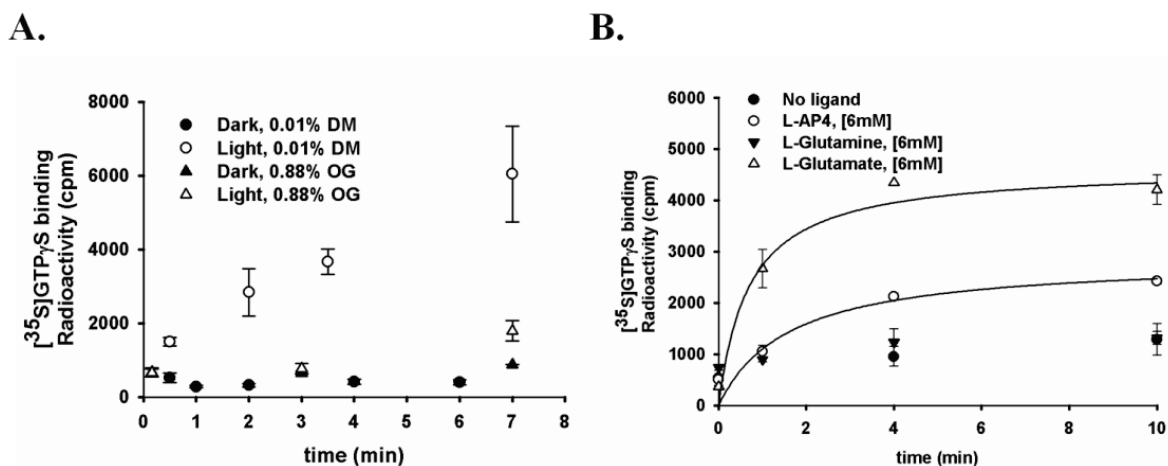 A.
B.
[³⁵S]GTPγS binding
Radioactivity (cpm)
8000
6000
4000
2000
0
Dark, 0.01% DM
Light, 0.01% DM
Dark, 0.88% OG
Light, 0.88% OG
0 1 2 3 4 5 6 7 8
time (min)
[³⁵S]GTPγS binding
Radioactivity (cpm)
6000
5000
4000
3000
2000
1000
0
No ligand
L-AP4, [6mM]
L-Glutamine, [6mM]
L-Glutamate, [6mM]
0 2 4 6 8 10
time (min)